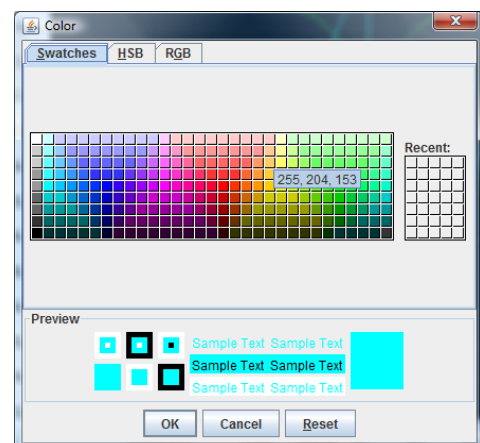 Color
Swatches HSB RGB
Recent:
255, 204, 153
Preview
Sample Text Sample Text
Sample Text Sample Text
Sample Text Sample Text
OK Cancel Reset